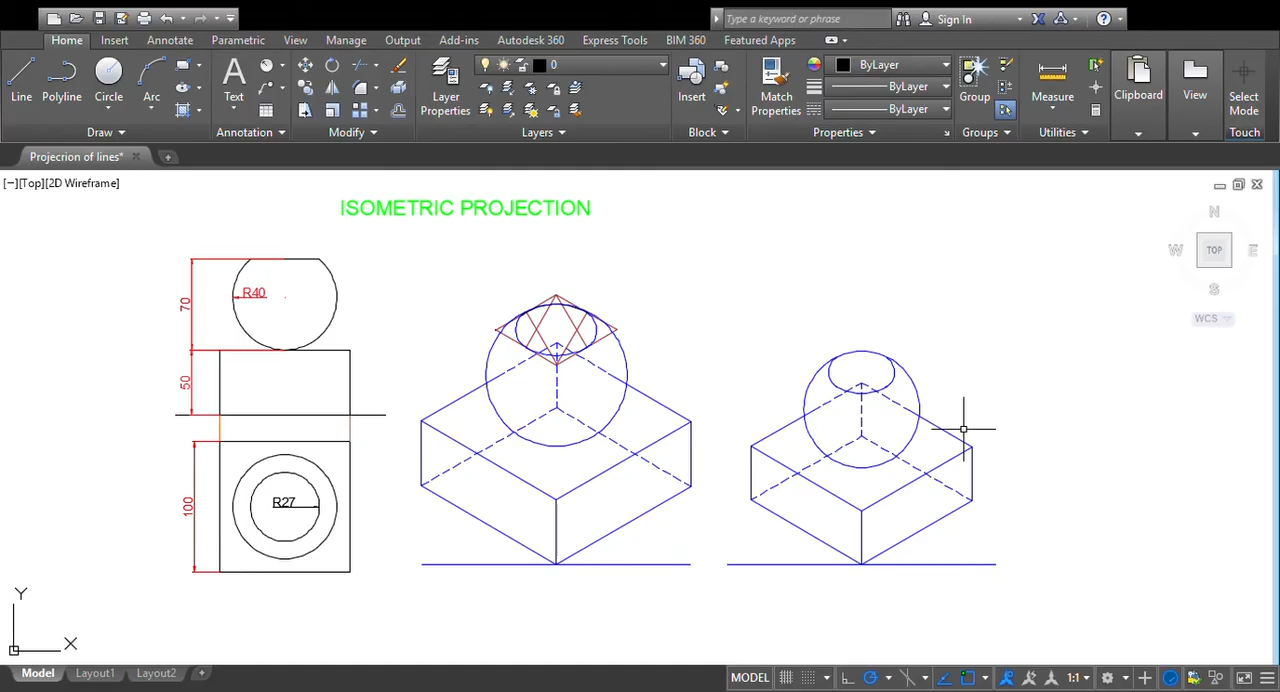 Type a keyword or phrase
Sign In
Home Insert Annotate Parametric View Manage Output Add-ins Autodesk 360 Express Tools BIM 360 Featured Apps
Line Polyline Circle Arc Text Layer Properties 0 Insert Match Properties ByLayer ByLayer ByLayer Group Measure Clipboard View Select Mode
Draw Annotation Modify Layers Block Properties Groups Utilities Touch
Projecrion of lines*
[−][Top][2D Wireframe]
ISOMETRIC PROJECTION
N
W TOP E
S
WCS
R40
70
50
R27
100
Y
X
Model Layout1 Layout2
MODEL 1:1